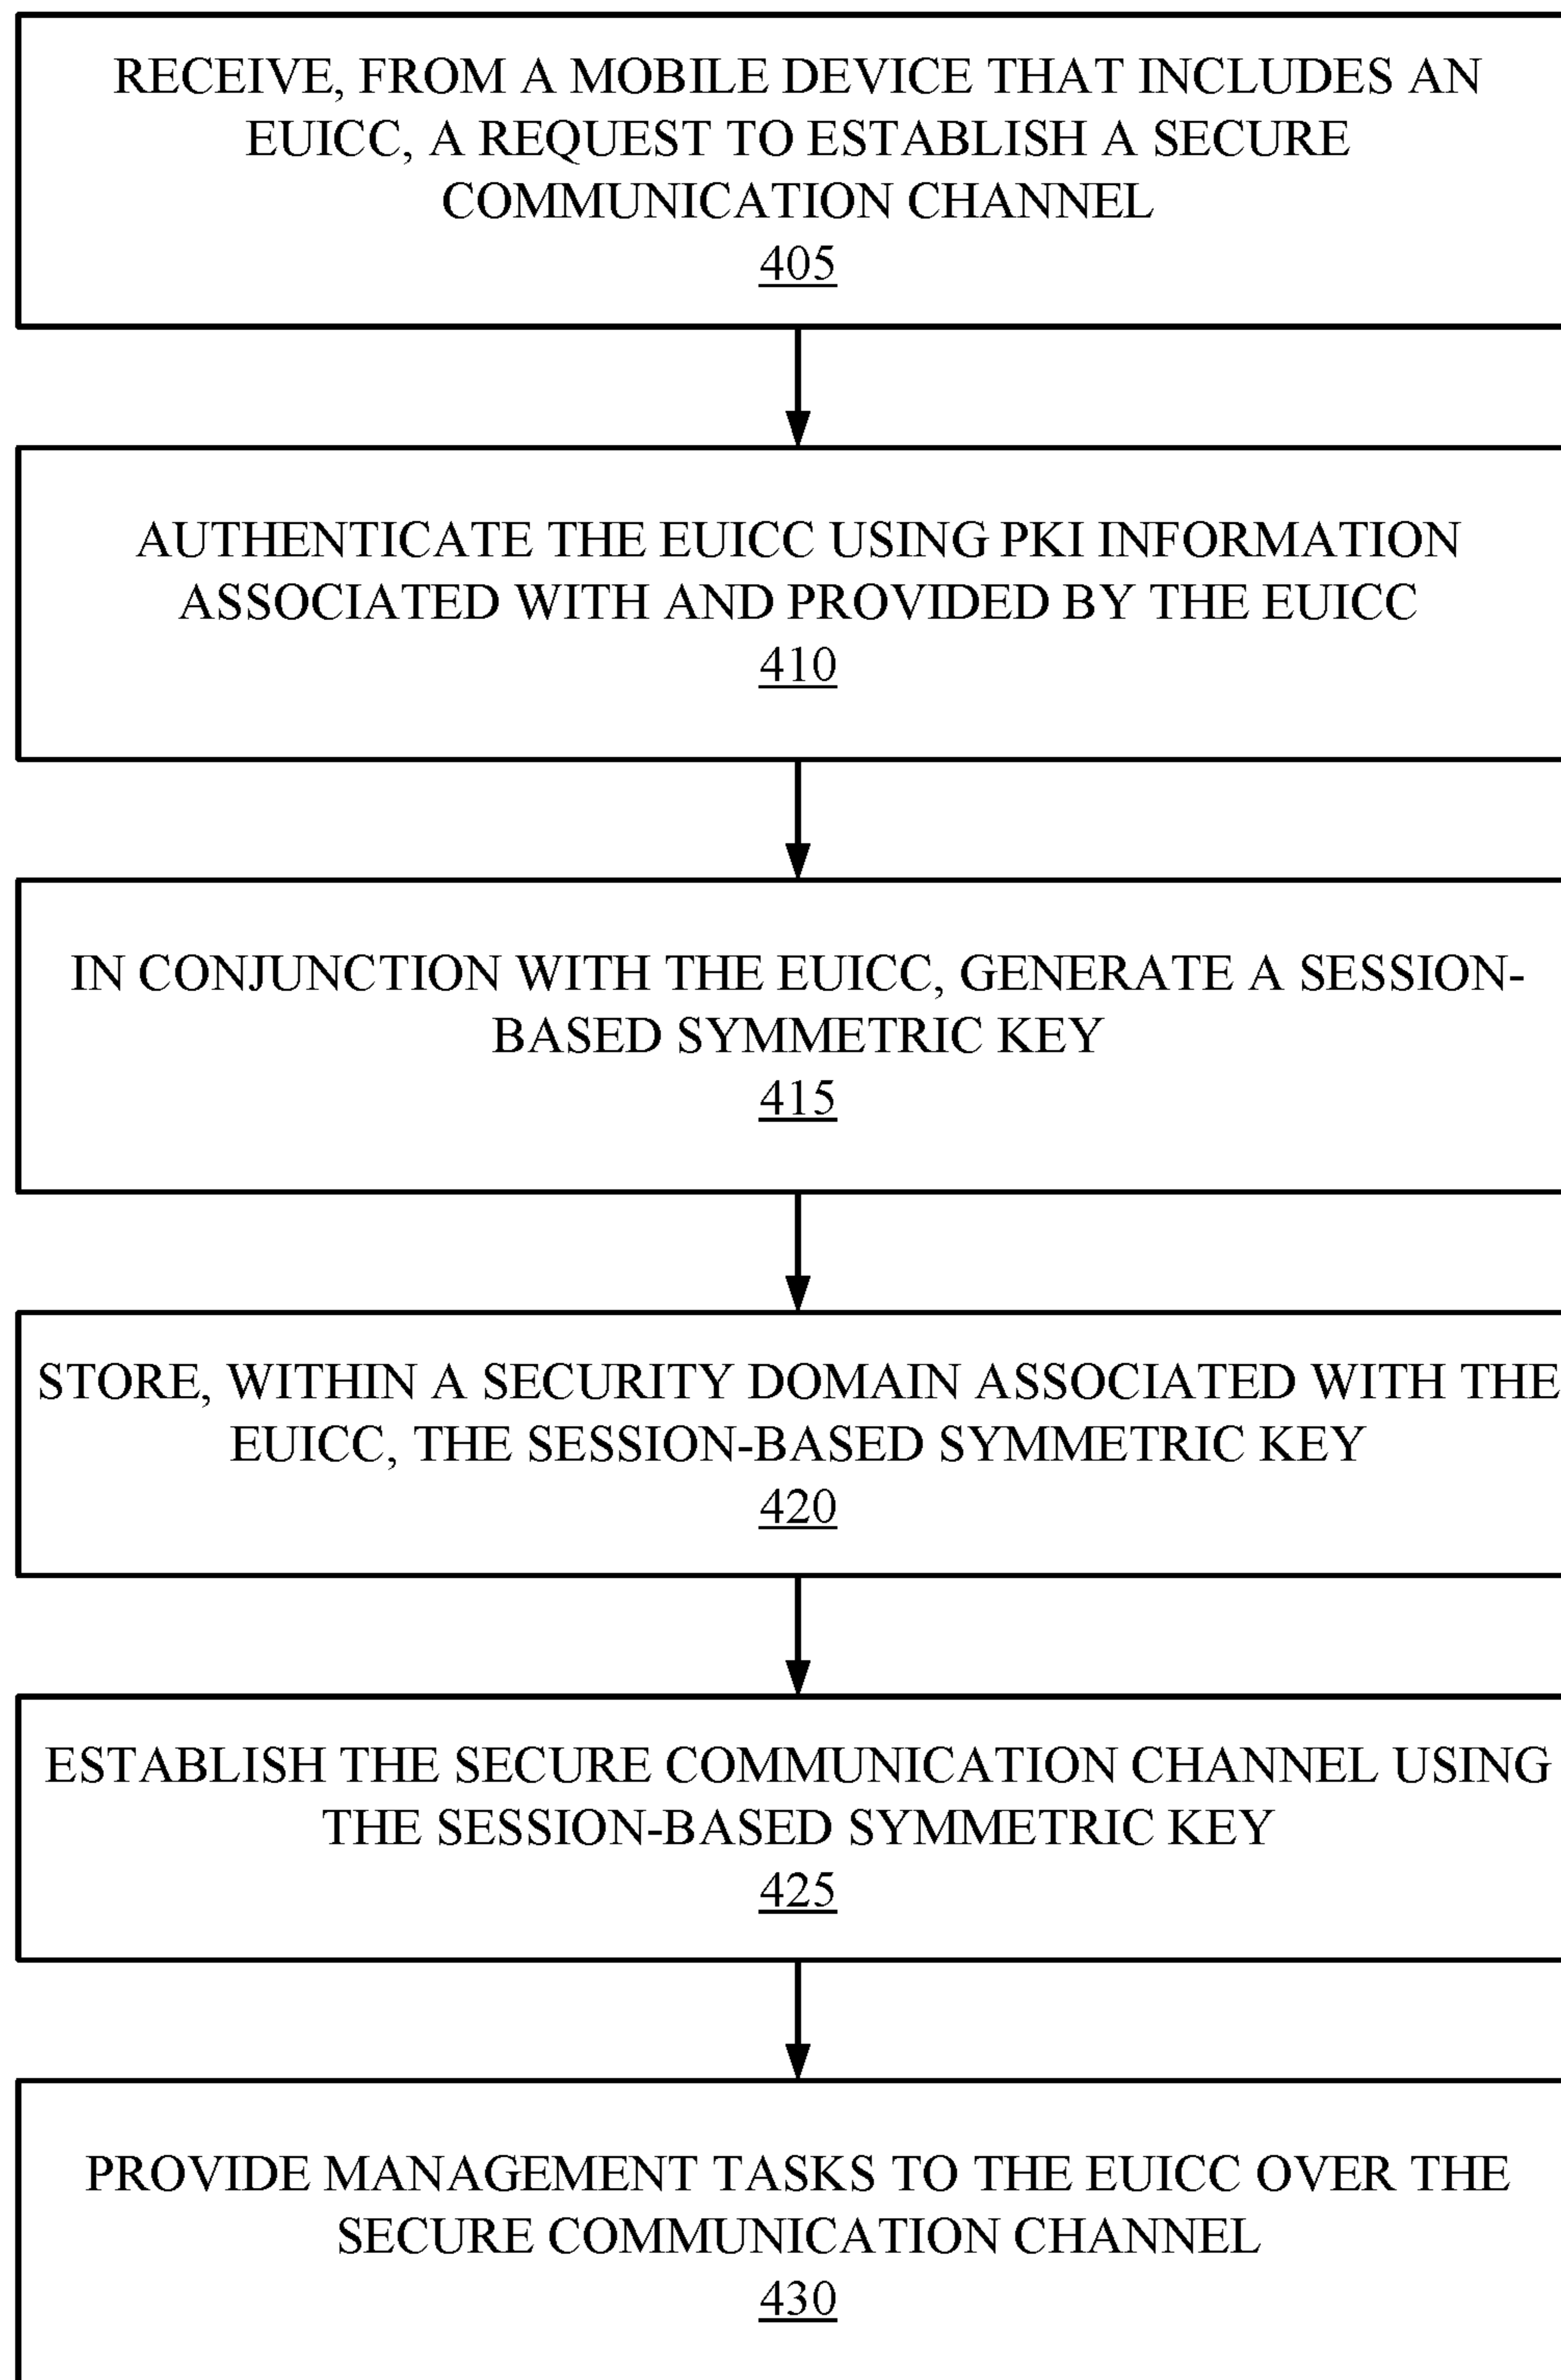 RECEIVE, FROM A MOBILE DEVICE THAT INCLUDES AN
EUICC, A REQUEST TO ESTABLISH A SECURE
COMMUNICATION CHANNEL
405
AUTHENTICATE THE EUICC USING PKI INFORMATION
ASSOCIATED WITH AND PROVIDED BY THE EUICC
410
IN CONJUNCTION WITH THE EUICC, GENERATE A SESSION-
BASED SYMMETRIC KEY
415
STORE, WITHIN A SECURITY DOMAIN ASSOCIATED WITH THE
EUICC, THE SESSION-BASED SYMMETRIC KEY
420
ESTABLISH THE SECURE COMMUNICATION CHANNEL USING
THE SESSION-BASED SYMMETRIC KEY
425
PROVIDE MANAGEMENT TASKS TO THE EUICC OVER THE
SECURE COMMUNICATION CHANNEL
430